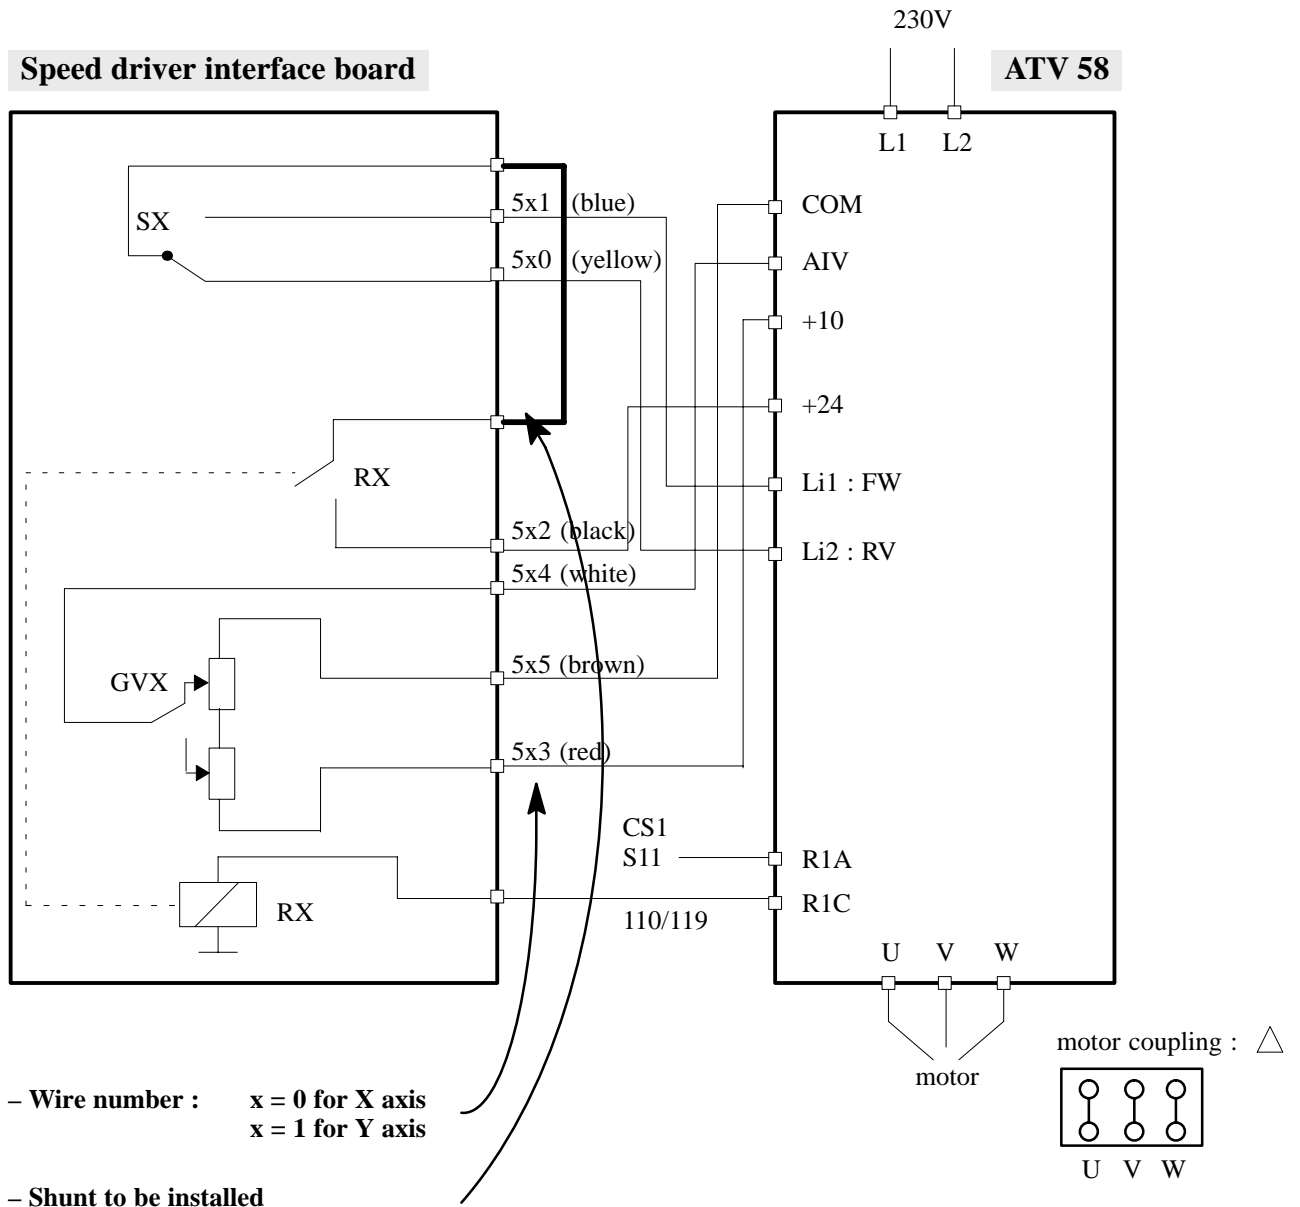 230V
Speed driver interface board
ATV 58
L1 L2
5x1 (blue)
COM
SX
5x0 (yellow)
AIV
+10
+24
RX
Li1 : FW
5x2 (black)
Li2 : RV
5x4 (white)
5x5 (brown)
GVX
5x3 (red)
CS1
S11
R1A
RX
R1C
110/119
U V W
motor coupling : △
motor
– Wire number : x = 0 for X axis
x = 1 for Y axis
U V W
– Shunt to be installed